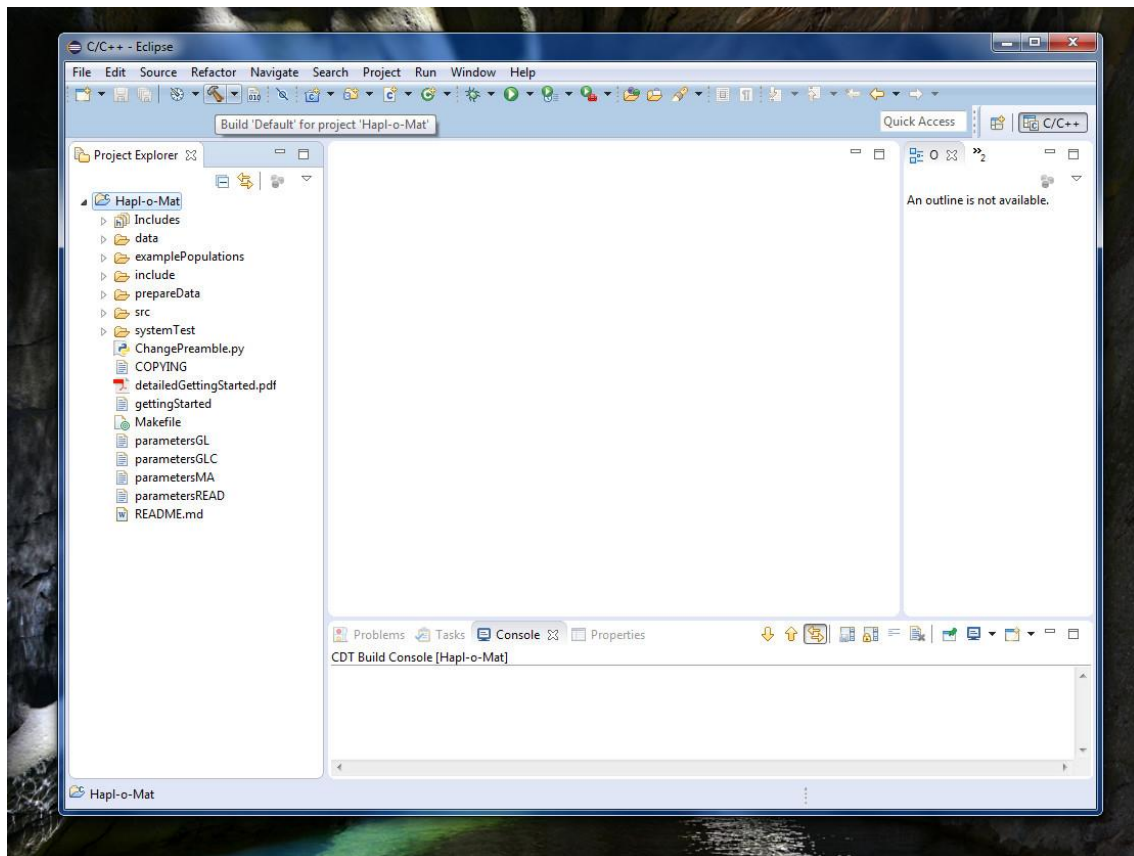 C/C++ - Eclipse
File Edit Source Refactor Navigate Search Project Run Window Help
010
Build 'Default' for project 'Hapl-o-Mat'
Quick Access
C/C++
Project Explorer
O
»2
Hapl-o-Mat
An outline is not available.
Includes
data
examplePopulations
include
prepareData
src
systemTest
ChangePreamble.py
COPYING
detailedGettingStarted.pdf
gettingStarted
Makefile
parametersGL
parametersGLC
parametersMA
parametersREAD
README.md
Problems Tasks Console Properties
CDT Build Console [Hapl-o-Mat]
Hapl-o-Mat